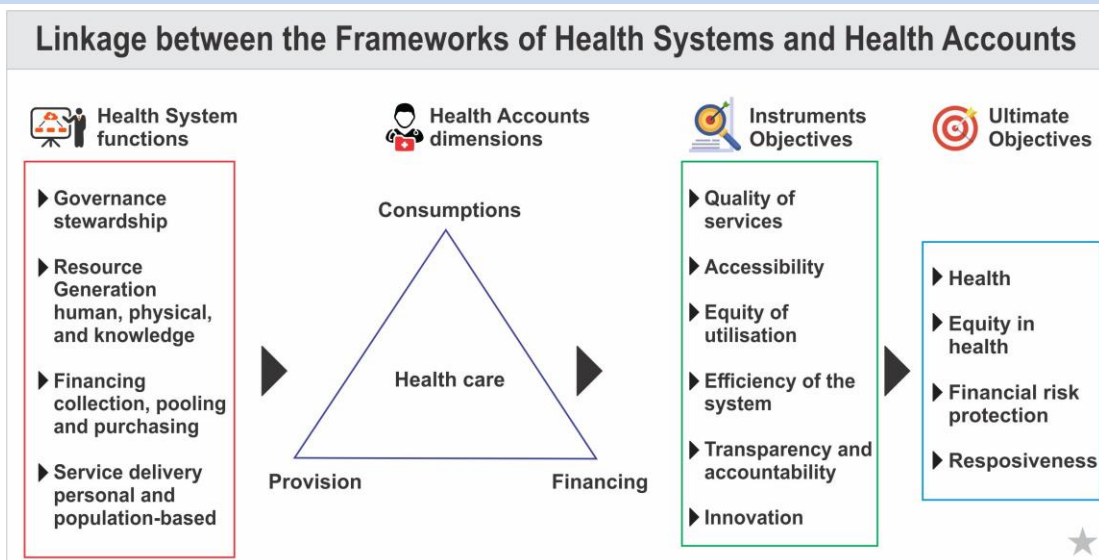 Linkage between the Frameworks of Health Systems and Health Accounts
Health System
functions
Governance
stewardship
Resource
Generation
human, physical,
and knowledge
Financing
collection, pooling
and purchasing
Service delivery
personal and
population-based
Health Accounts
dimensions
Consumptions
Health care
Provision
Financing
Instruments
Objectives
Quality of
services
Accessibility
Equity of
utilisation
Efficiency of the
system
Transparency and
accountability
Innovation
Ultimate
Objectives
Health
Equity in
health
Financial risk
protection
Resposiveness